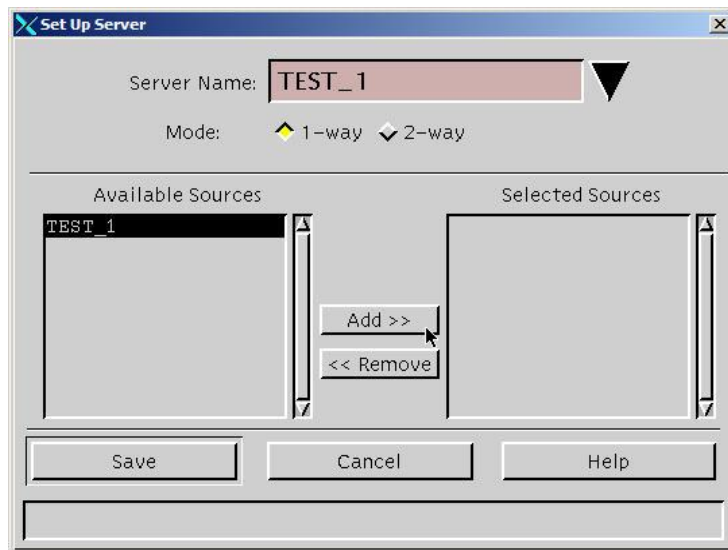 Set Up Server
Server Name: TEST_1
Mode: 1-way 2-way
Available Sources
Selected Sources
TEST_1
Add >>
<< Remove
Save
Cancel
Help